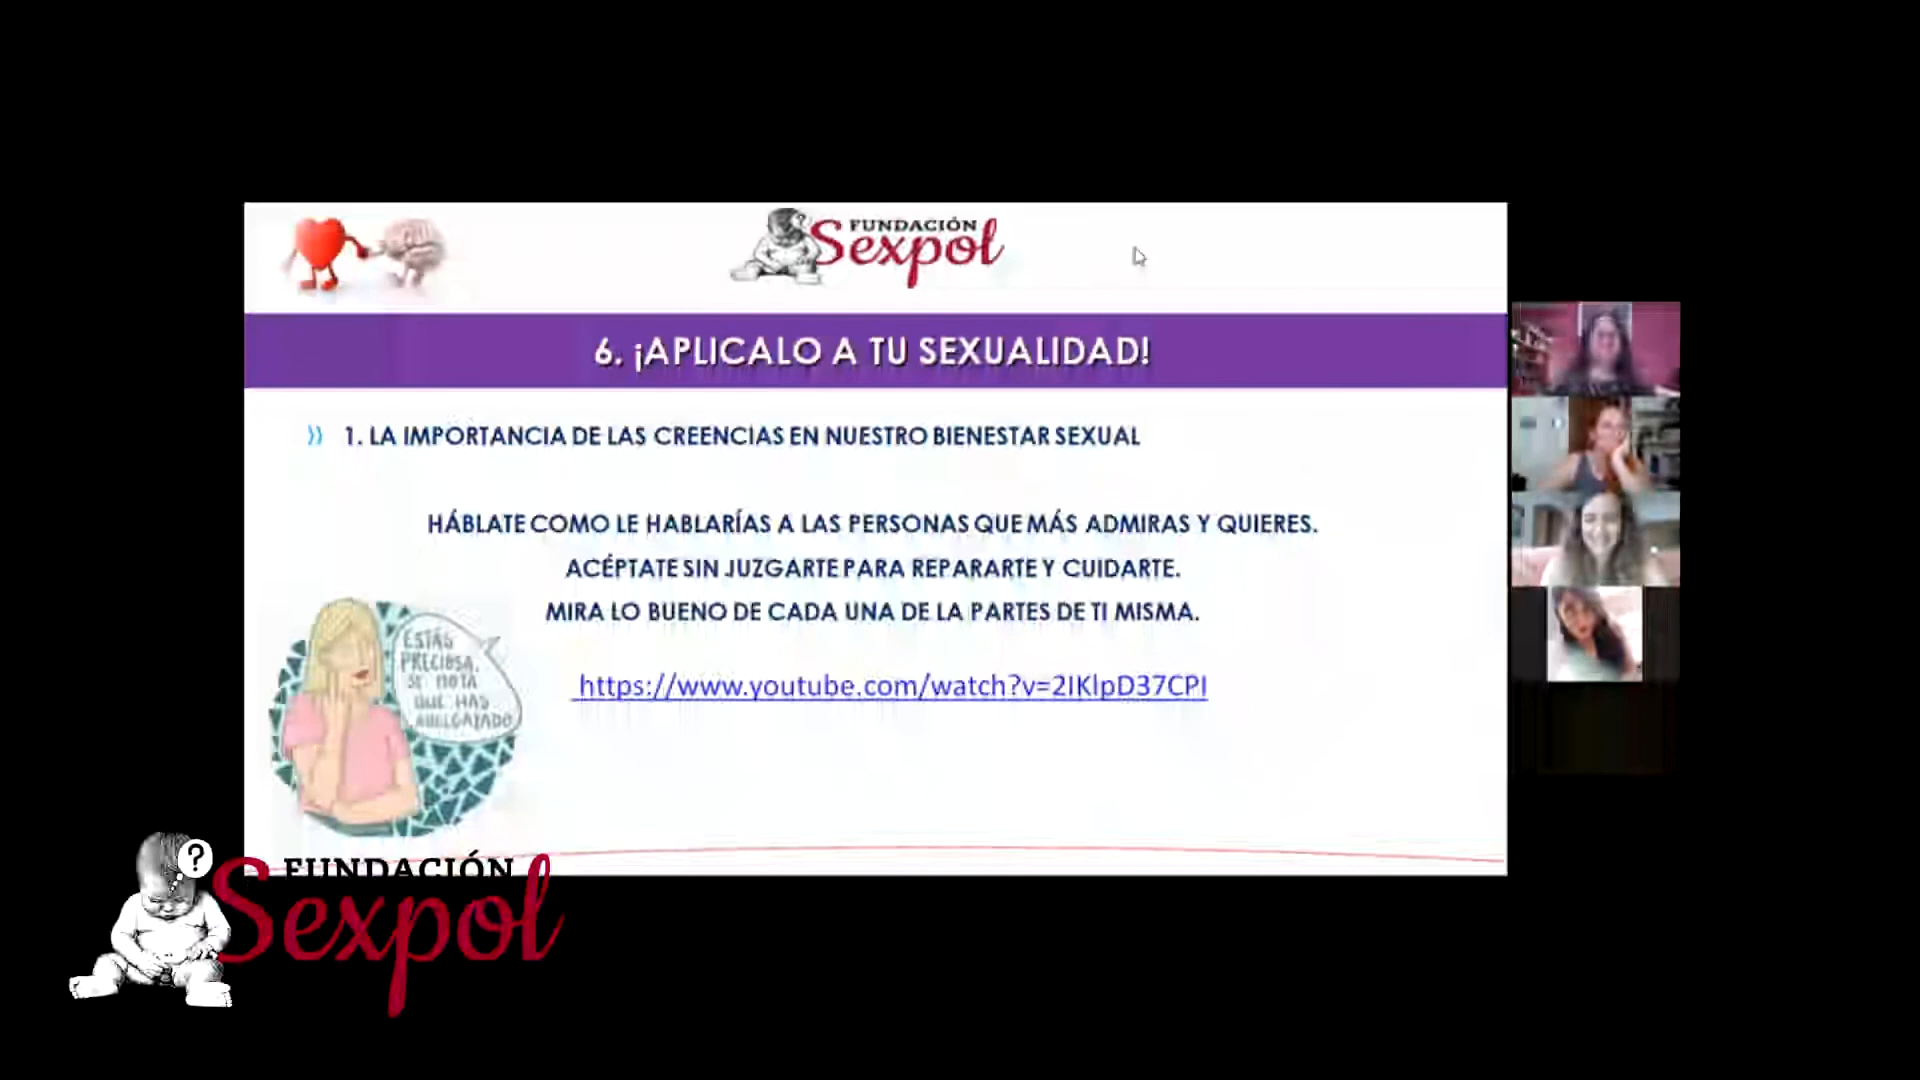 FUNDACIÓN
Sexpol
6. ¡APLICALO A TU SEXUALIDAD!
1. LA IMPORTANCIA DE LAS CREENCIAS EN NUESTRO BIENESTAR SEXUAL
HÁBLATE COMO LE HABLARÍAS A LAS PERSONAS QUE MÁS ADMIRAS Y QUIERES.
ACÉPTATE SIN JUZGARTE PARA REPARARTE Y CUIDARTE.
MIRA LO BUENO DE CADA UNA DE LA PARTES DE TI MISMA.
https://www.youtube.com/watch?v=2IKlpD37CPI
ESTÁS
PRECIOSA,
SE NOTA
QUE HAS
ADELGAZADO
?
FUNDACIÓN
Sexpol